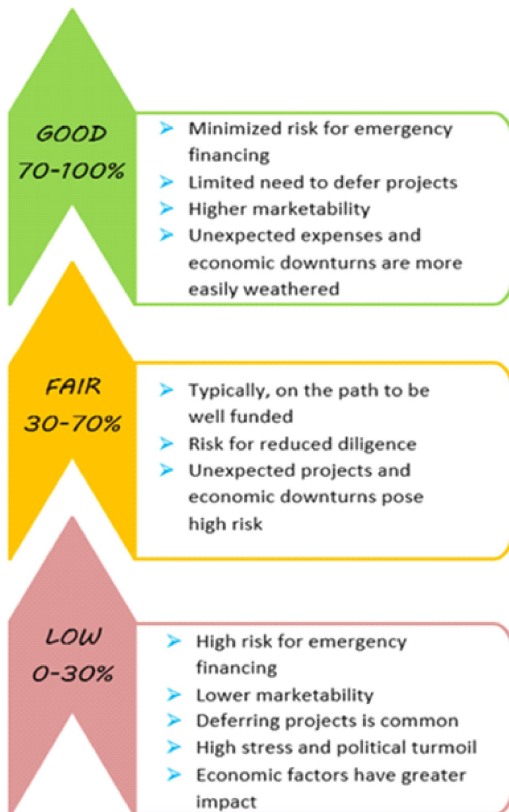 GOOD
70-100%
➤ Minimized risk for emergency
financing
➤ Limited need to defer projects
➤ Higher marketability
➤ Unexpected expenses and
economic downturns are more
easily weathered
FAIR
30-70%
➤ Typically, on the path to be
well funded
➤ Risk for reduced diligence
➤ Unexpected projects and
economic downturns pose
high risk
LOW
0-30%
➤ High risk for emergency
financing
➤ Lower marketability
➤ Deferring projects is common
➤ High stress and political turmoil
➤ Economic factors have greater
impact